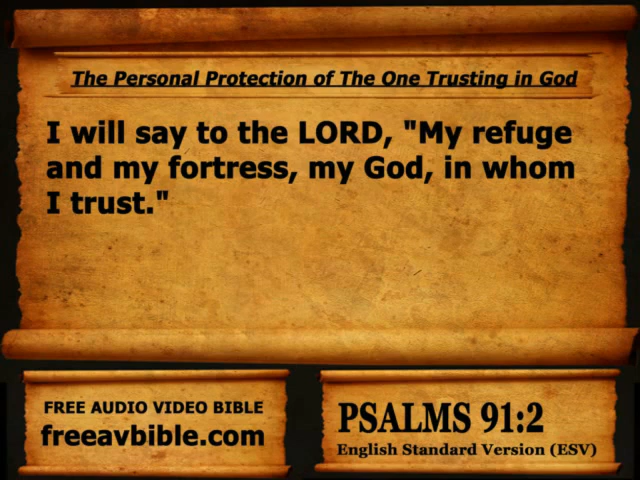 The Personal Protection of The One Trusting in God
I will say to the LORD, "My refuge
and my fortress, my God, in whom
I trust."
FREE AUDIO VIDEO BIBLE
freeavbible.com
PSALMS 91:2
English Standard Version (ESV)